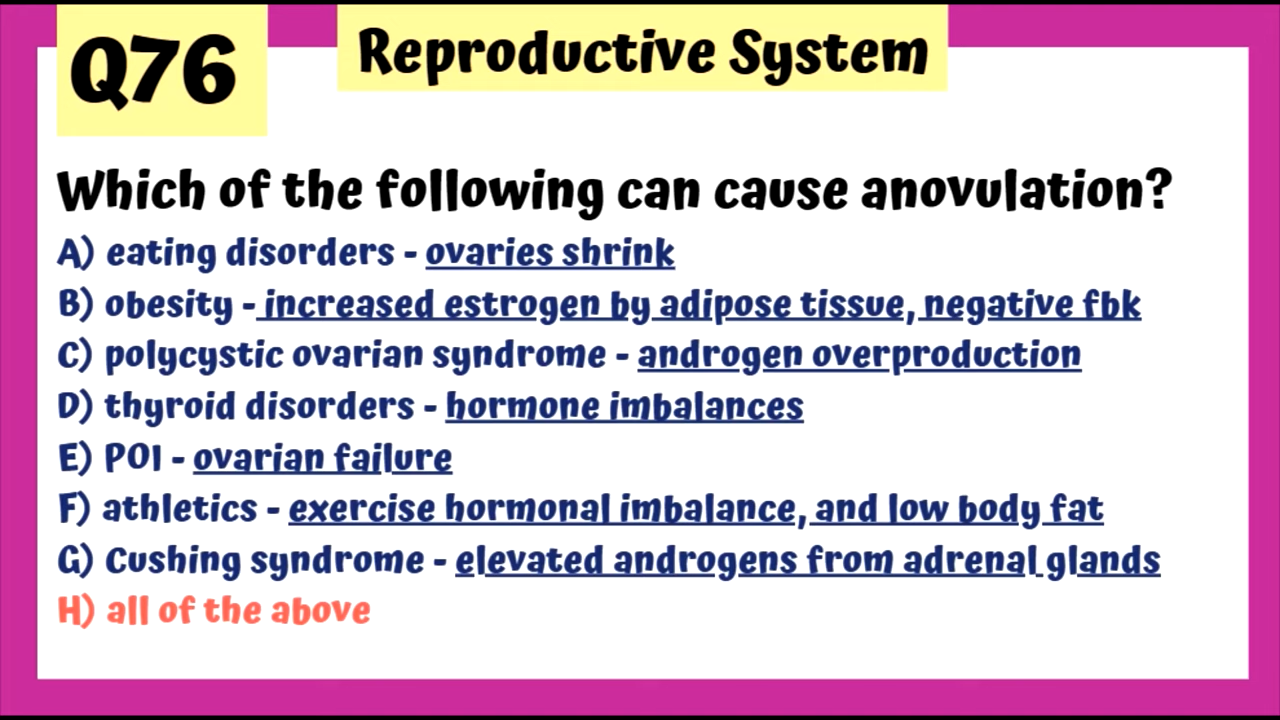 Q76
Reproductive System
Which of the following can cause anovulation?
A) eating disorders - ovaries shrink
B) obesity - increased estrogen by adipose tissue, negative fbk
C) polycystic ovarian syndrome - androgen overproduction
D) thyroid disorders - hormone imbalances
E) POI - ovarian failure
F) athletics - exercise hormonal imbalance, and low body fat
G) Cushing syndrome - elevated androgens from adrenal glands
H) all of the above